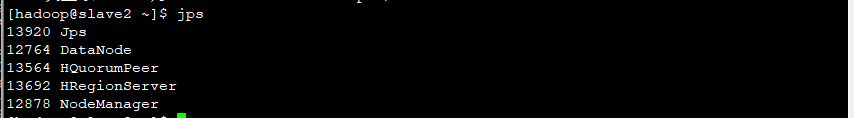 [hadoop@slave2 ~]$ jps
13920 Jps
12764 DataNode
13564 HQuorumPeer
13692 HRegionServer
12878 NodeManager